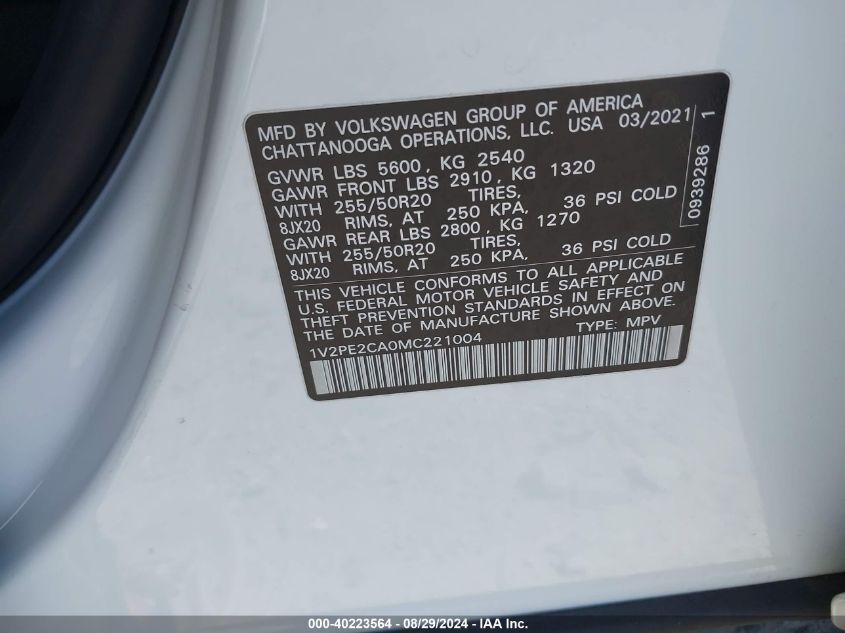 MFD BY VOLKSWAGEN GROUP OF AMERICA
CHATTANOOGA OPERATIONS, LLC. USA 03/2021
GVWR LBS 5600, KG 2540
GAWR FRONT LBS 2910, KG 1320
WITH 255/50R20 TIRES,
8JX20 RIMS, AT 250 KPA, 36 PSI COLD
GAWR REAR LBS 2800, KG 1270
WITH 255/50R20 TIRES,
8JX20 RIMS, AT 250 KPA, 36 PSI COLD
THIS VEHICLE CONFORMS TO ALL APPLICABLE
U.S. FEDERAL MOTOR VEHICLE SAFETY AND
THEFT PREVENTION STANDARDS IN EFFECT ON
THE DATE OF MANUFACTURE SHOWN ABOVE.
1V2PE2CA0MC221004 TYPE: MPV
0939286 1
000-40223564 - 08/29/2024 - IAA Inc.